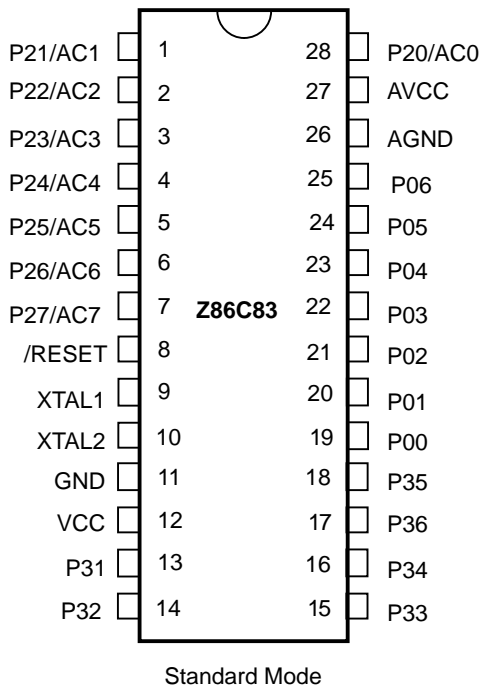 P21/AC1 1 28 P20/AC0
P22/AC2 2 27 AVCC
P23/AC3 3 26 AGND
P24/AC4 4 25 P06
P25/AC5 5 24 P05
P26/AC6 6 23 P04
P27/AC7 7 Z86C83 22 P03
/RESET 8 21 P02
XTAL1 9 20 P01
XTAL2 10 19 P00
GND 11 18 P35
VCC 12 17 P36
P31 13 16 P34
P32 14 15 P33
Standard Mode